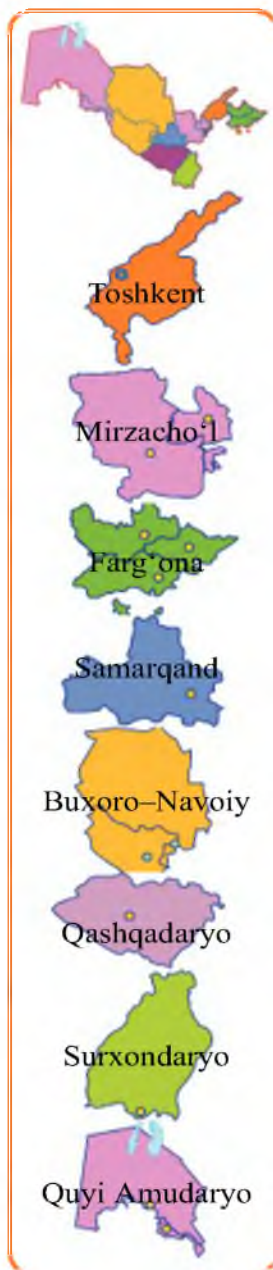 Toshkent
Mirzacho‘l
Farg‘ona
Samarqand
Buxoro–Navoiy
Qashqadaryo
Surxondaryo
Quyi Amudaryo